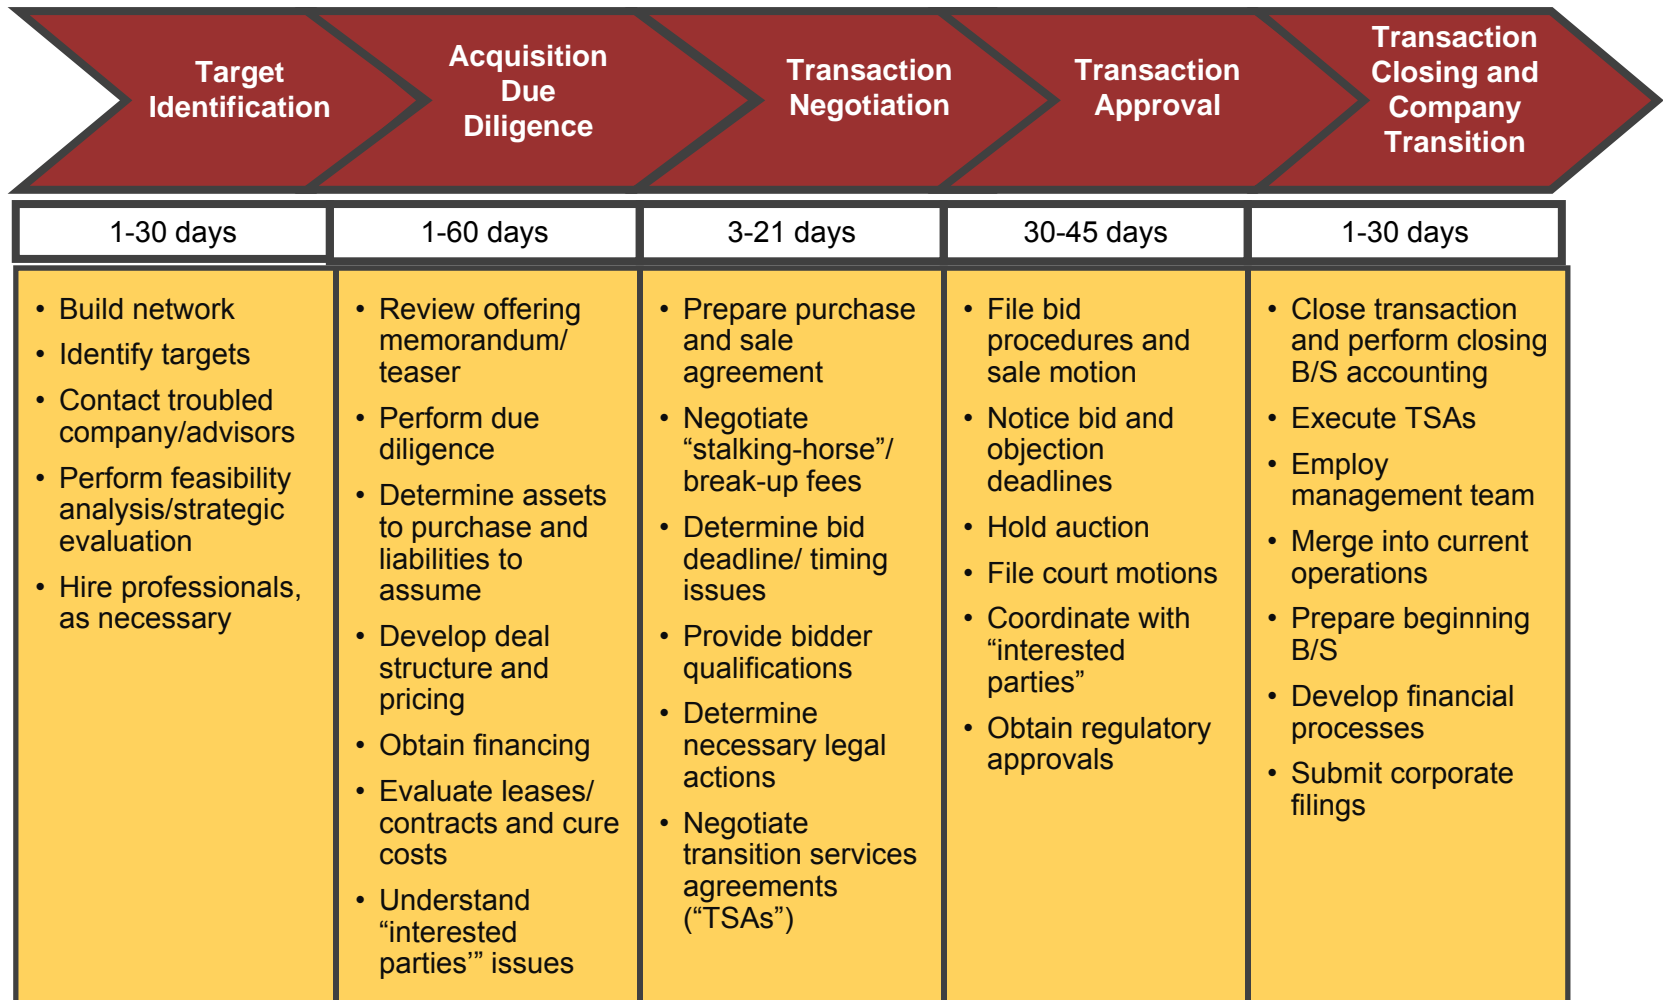 Target
Identification
Acquisition
Due
Diligence
Transaction
Negotiation
Transaction
Approval
Transaction
Closing and
Company
Transition
1-30 days
1-60 days
3-21 days
30-45 days
1-30 days
• Build network
• Identify targets
• Contact troubled
company/advisors
• Perform feasibility
analysis/strategic
evaluation
• Hire professionals,
as necessary
• Review offering
memorandum/
teaser
• Perform due
diligence
• Determine assets
to purchase and
liabilities to
assume
• Develop deal
structure and
pricing
• Obtain financing
• Evaluate leases/
contracts and cure
costs
• Understand
“interested
parties’” issues
• Prepare purchase
and sale
agreement
• Negotiate
“stalking-horse”/
break-up fees
• Determine bid
deadline/ timing
issues
• Provide bidder
qualifications
• Determine
necessary legal
actions
• Negotiate
transition services
agreements
(“TSAs”)
• File bid
procedures and
sale motion
• Notice bid and
objection
deadlines
• Hold auction
• File court motions
• Coordinate with
“interested
parties”
• Obtain regulatory
approvals
• Close transaction
and perform closing
B/S accounting
• Execute TSAs
• Employ
management team
• Merge into current
operations
• Prepare beginning
B/S
• Develop financial
processes
• Submit corporate
filings